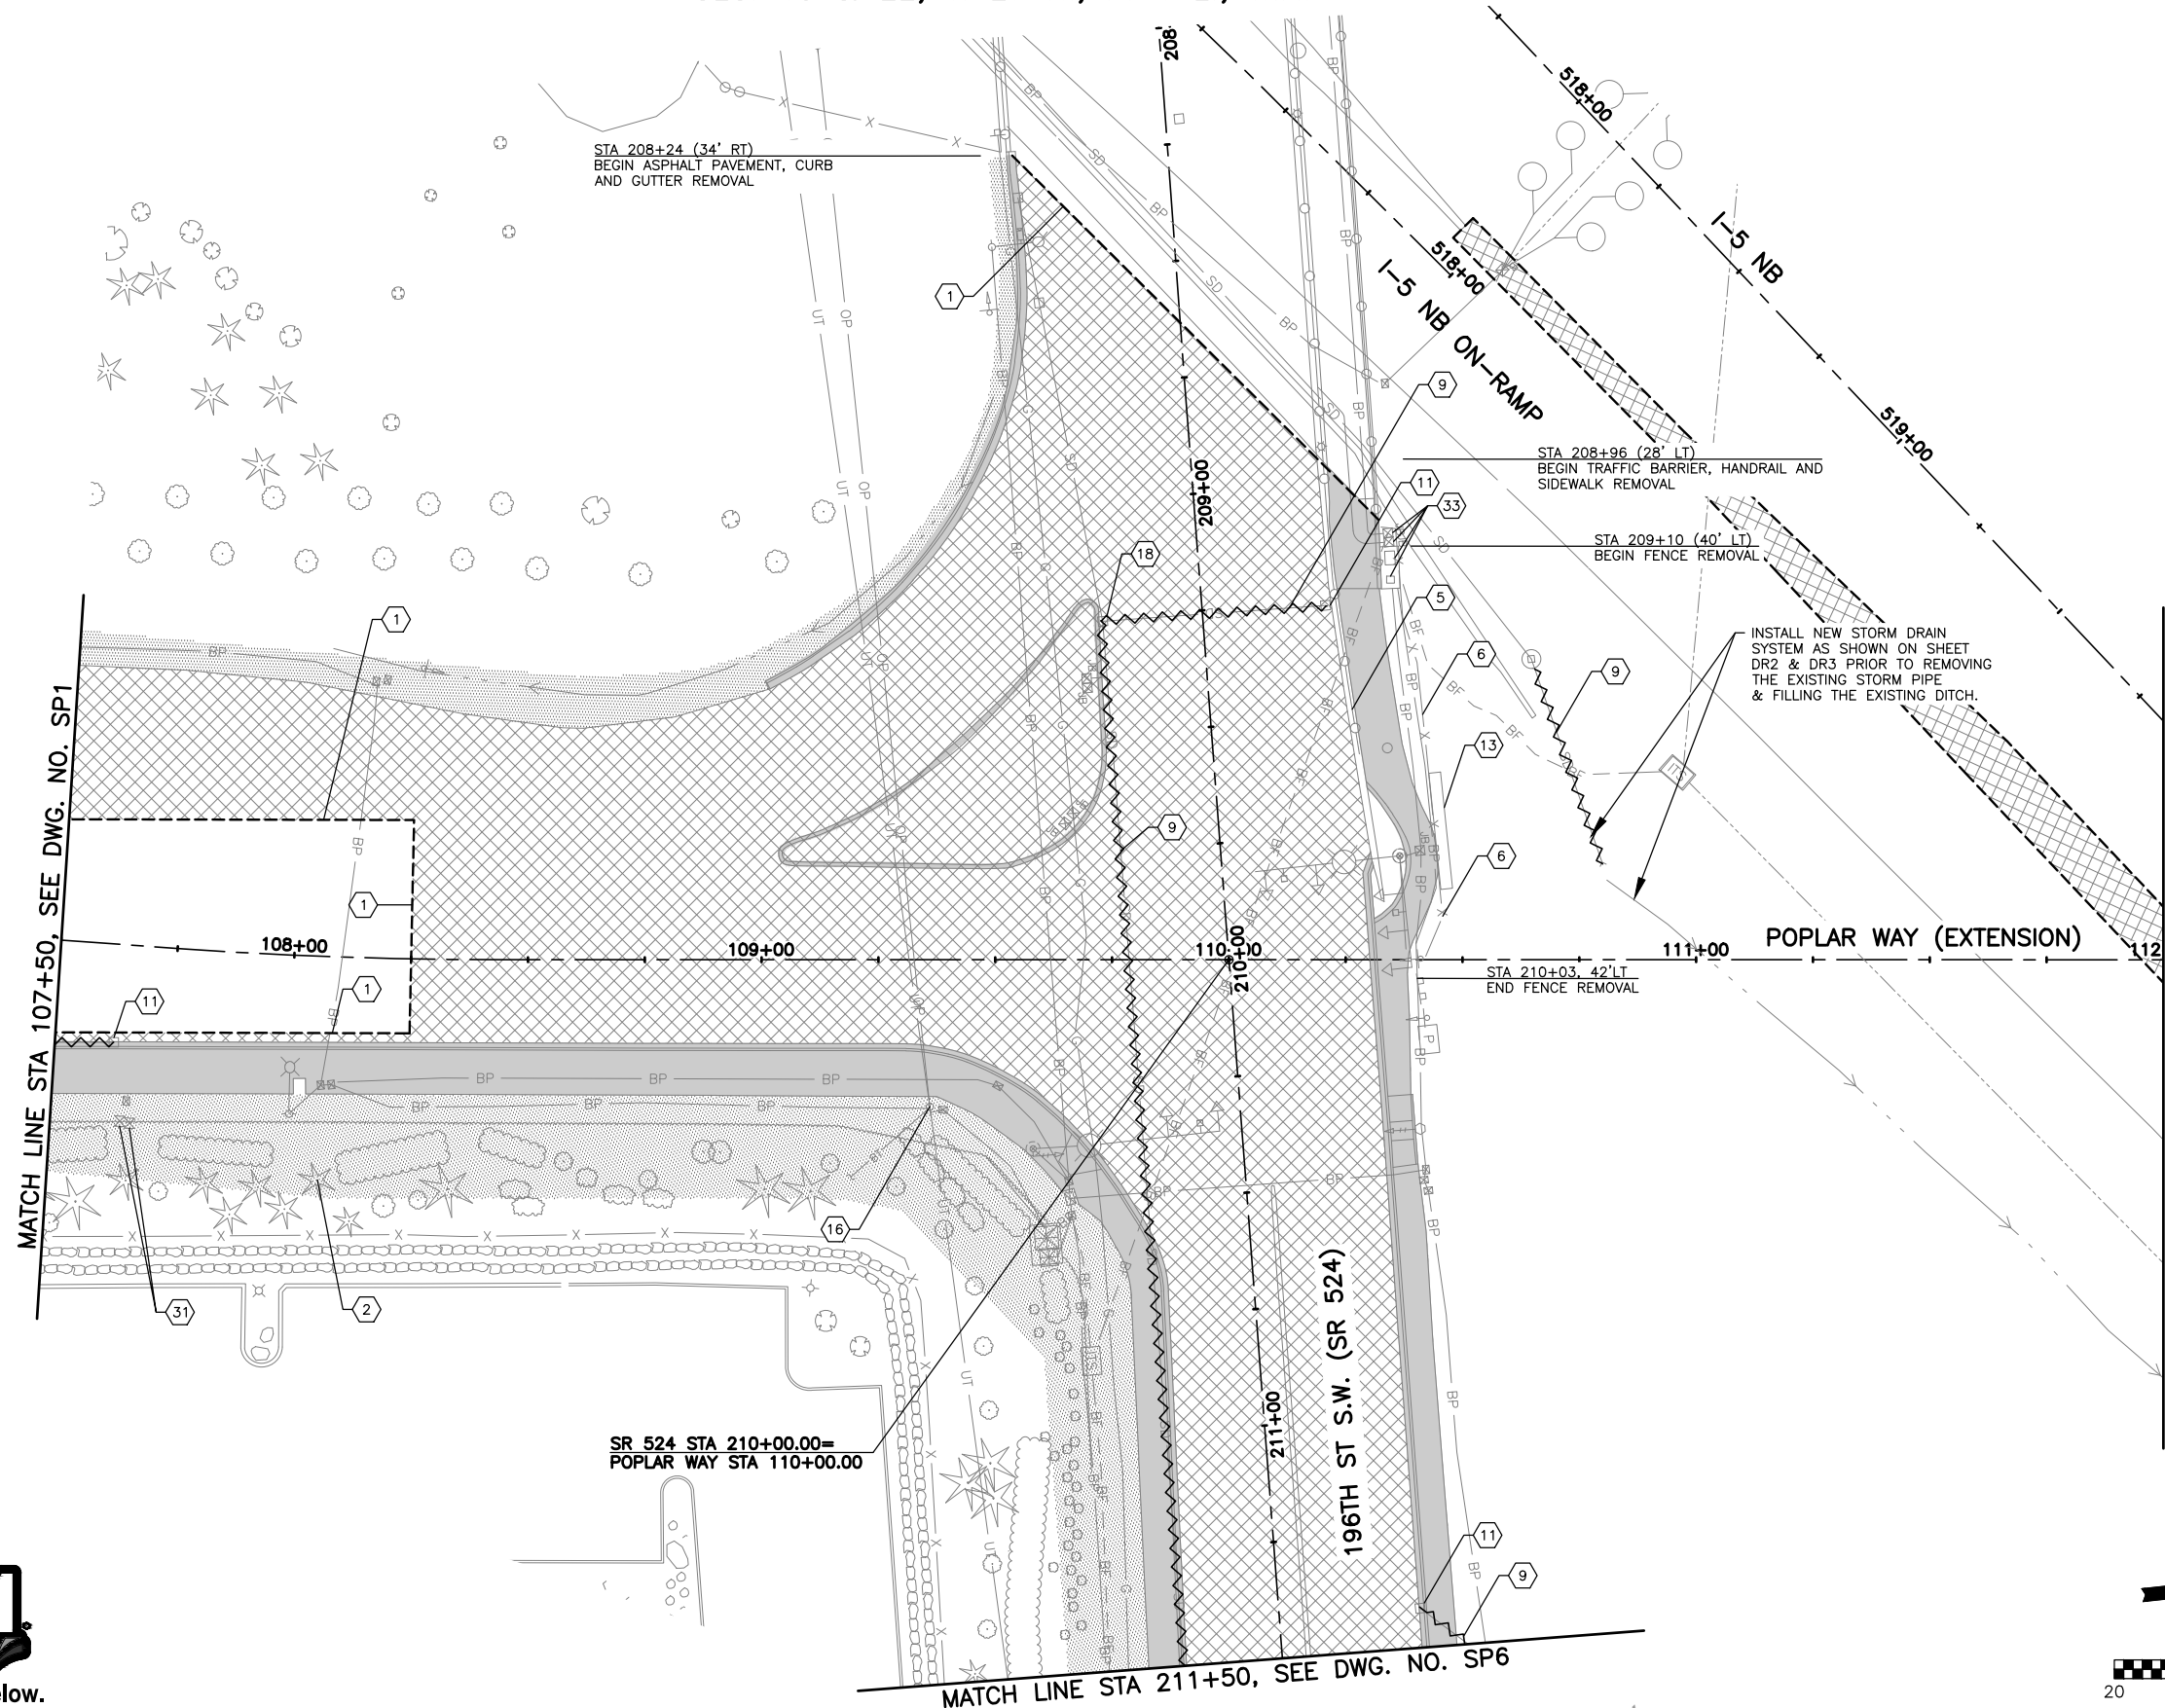 208
518+00
I-5 NB
STA 208+24 (34' RT)
BEGIN ASPHALT PAVEMENT, CURB
AND GUTTER REMOVAL
518+00
I-5 NB ON-RAMP
519+00
STA 208+96 (28' LT)
BEGIN TRAFFIC BARRIER, HANDRAIL AND
SIDEWALK REMOVAL
STA 209+10 (40' LT)
BEGIN FENCE REMOVAL
209+00
INSTALL NEW STORM DRAIN
SYSTEM AS SHOWN ON SHEET
DR2 & DR3 PRIOR TO REMOVING
THE EXISTING STORM PIPE
& FILLING THE EXISTING DITCH.
1
9
11
33
18
5
1
6
9
13
9
6
1
1
11
16
31
2
11
9
ITS
MATCH LINE STA 107+50, SEE DWG. NO. SP1
108+00
109+00
110+00
210+00
111+00
POPLAR WAY (EXTENSION)
112
STA 210+03, 42'LT
END FENCE REMOVAL
SR 524 STA 210+00.00=
POPLAR WAY STA 110+00.00
211+00
196TH ST S.W. (SR 524)
MATCH LINE STA 211+50, SEE DWG. NO. SP6
elow.
20